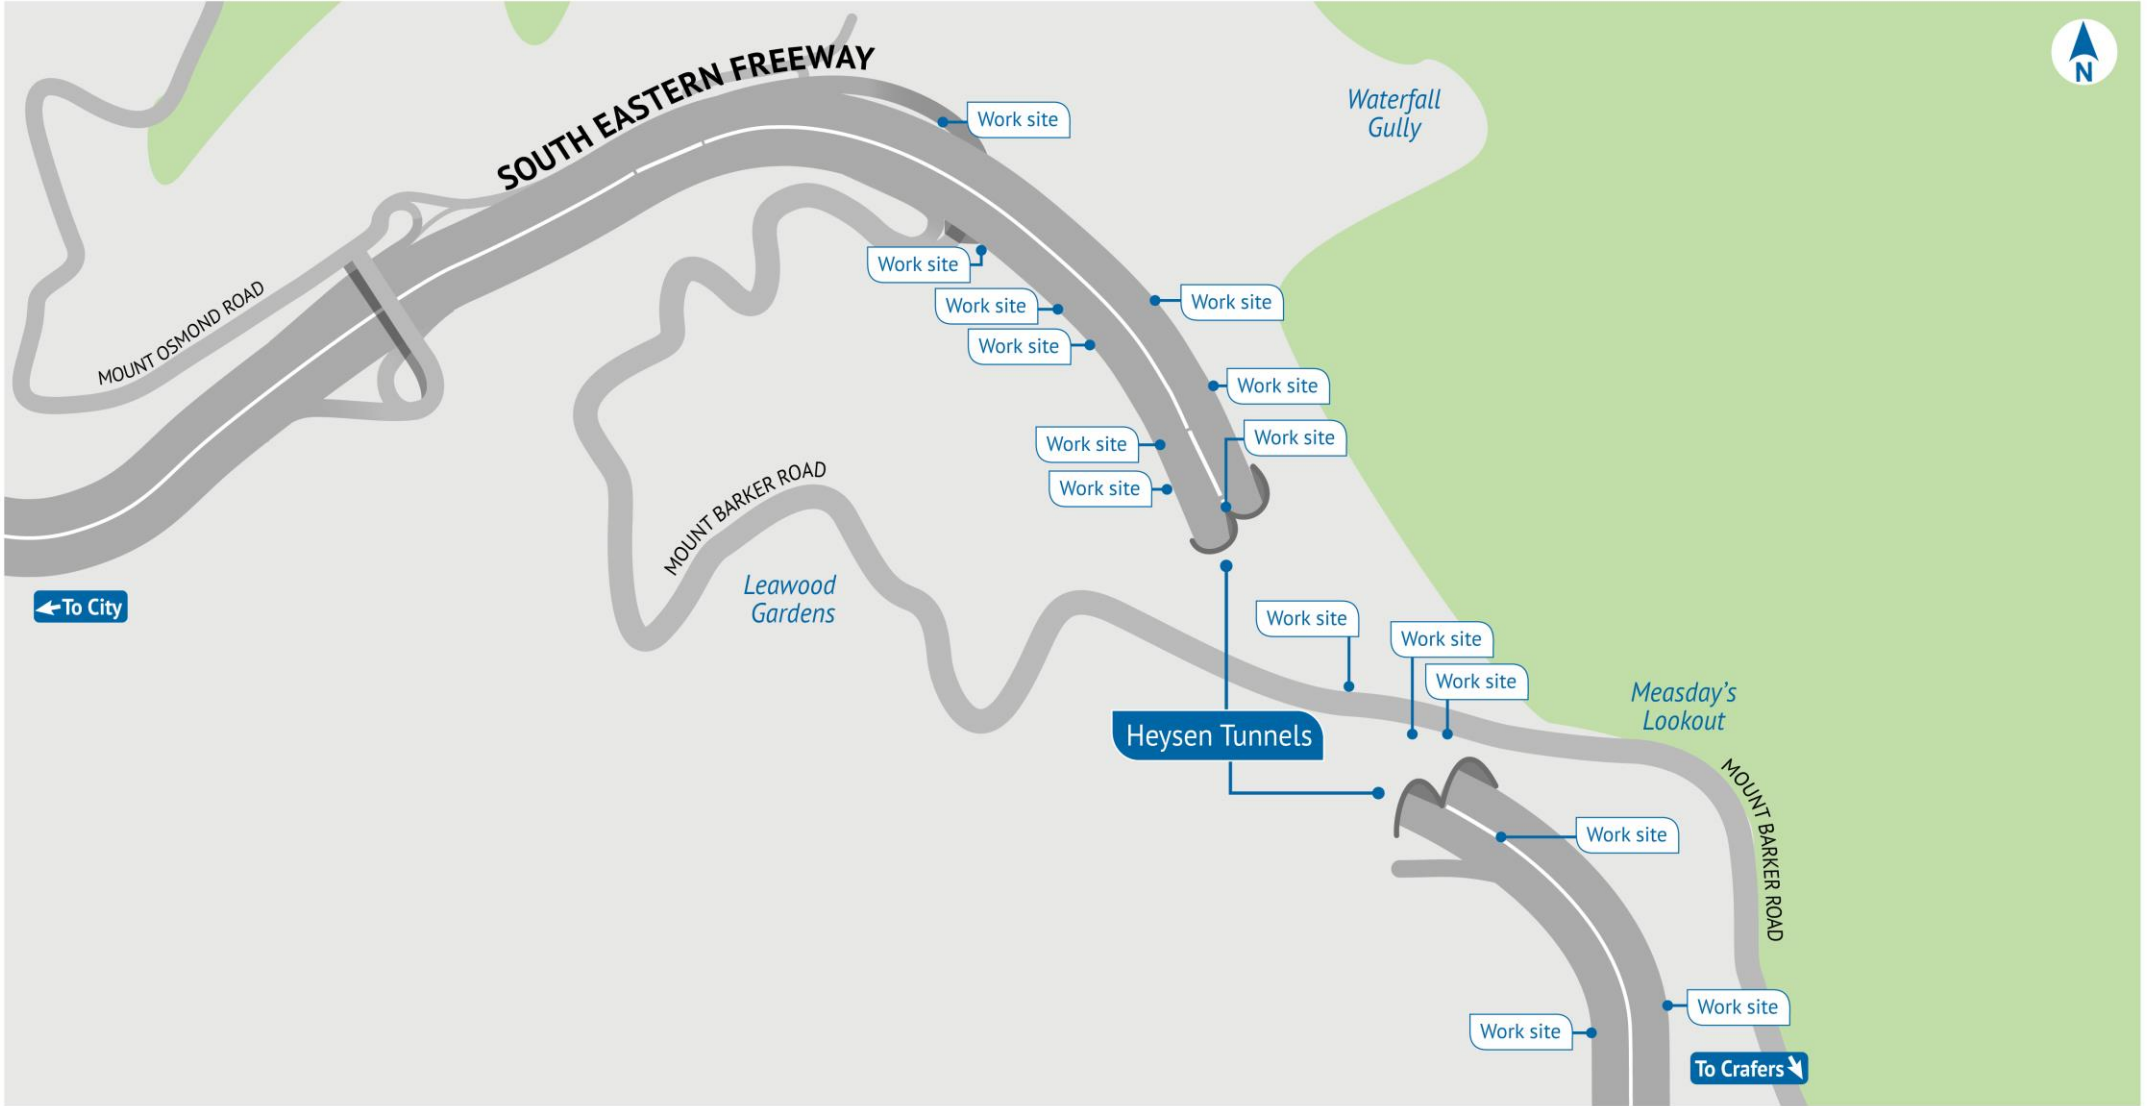 N
SOUTH EASTERN FREEWAY
Waterfall
Gully
Work site
Work site
Work site
Work site
Work site
MOUNT OSMOND ROAD
Work site
Work site
Work site
Work site
MOUNT BARKER ROAD
Leawood
Gardens
To City
Work site
Work site
Work site
Measday's
Lookout
Heysen Tunnels
MOUNT BARKER ROAD
Work site
Work site
Work site
To Crafers